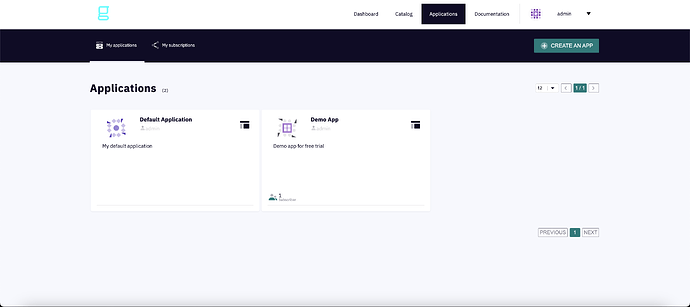 Dashboard Catalog Applications Documentation admin
My applications My subscriptions CREATE AN APP
Applications (2) 12 1 / 1
Default Application Demo App
admin admin
My default application Demo app for free trial
1
Subscriber
PREVIOUS 1 NEXT